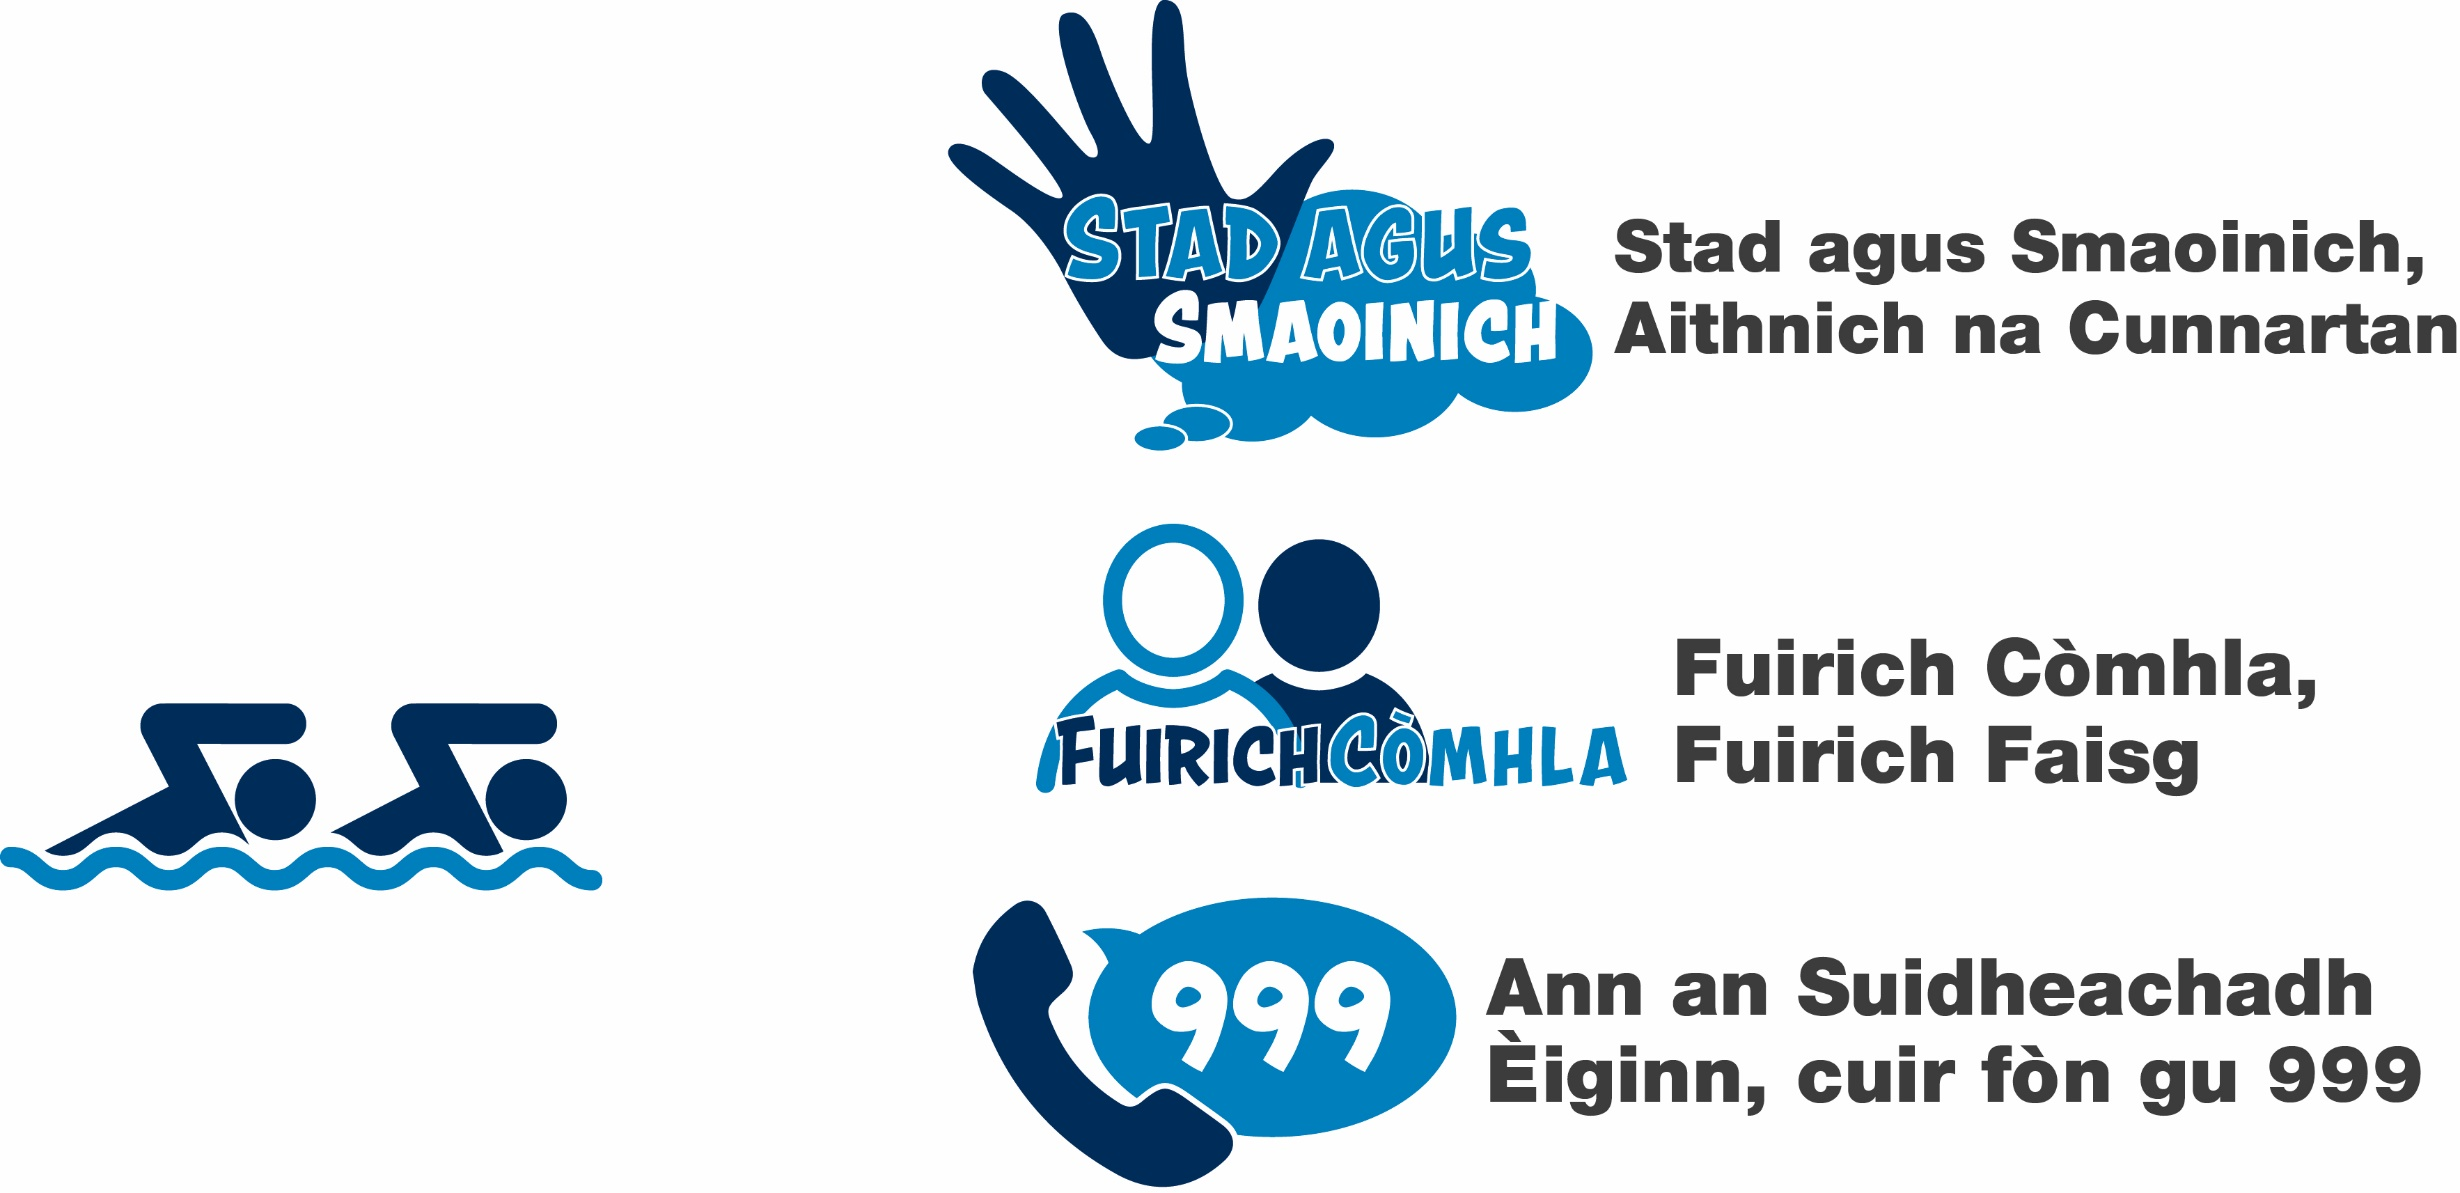 STAD AGUS
SMAOINICH
Stad agus Smaoinich,
Aithnich na Cunnartan
FUIRICH CÒMHLA
Fuirich Còmhla,
Fuirich Faisg
999
Ann an Suidheachadh
Èiginn, cuir fòn gu 999